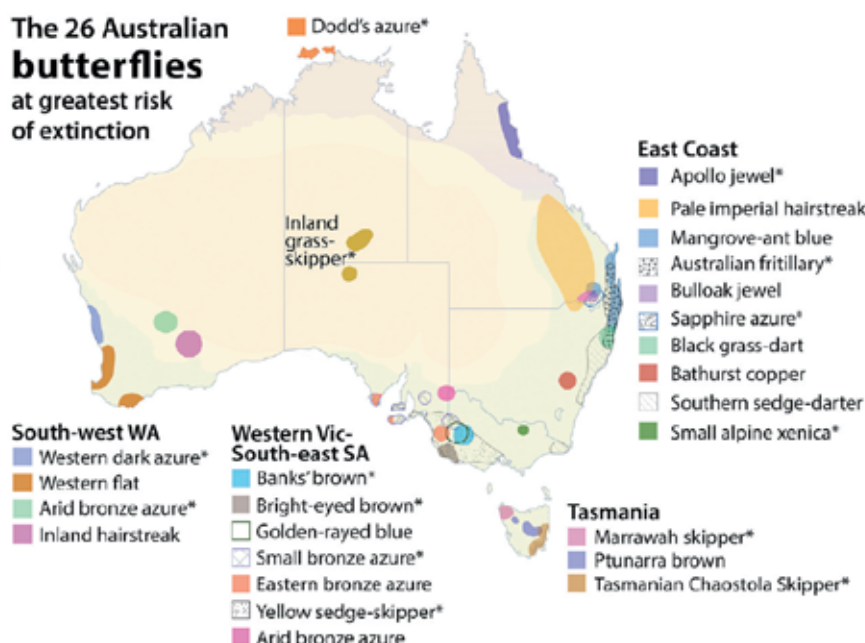 The 26 Australian
butterflies
at greatest risk
of extinction
Dodd's azure*
Inland
grass-
skipper*
East Coast
Apollo jewel*
Pale imperial hairstreak
Mangrove-ant blue
Australian fritillary*
Bulloak jewel
Sapphire azure*
Black grass-dart
Bathurst copper
Southern sedge-darter
Small alpine xenica*
South-west WA
Western dark azure*
Western flat
Arid bronze azure*
Inland hairstreak
Western Vic-
South-east SA
Banks' brown*
Bright-eyed brown*
Golden-rayed blue
Small bronze azure*
Eastern bronze azure
Yellow sedge-skipper*
Arid bronze azure
Tasmania
Marrawah skipper*
Ptunarra brown
Tasmanian Chaostola Skipper*